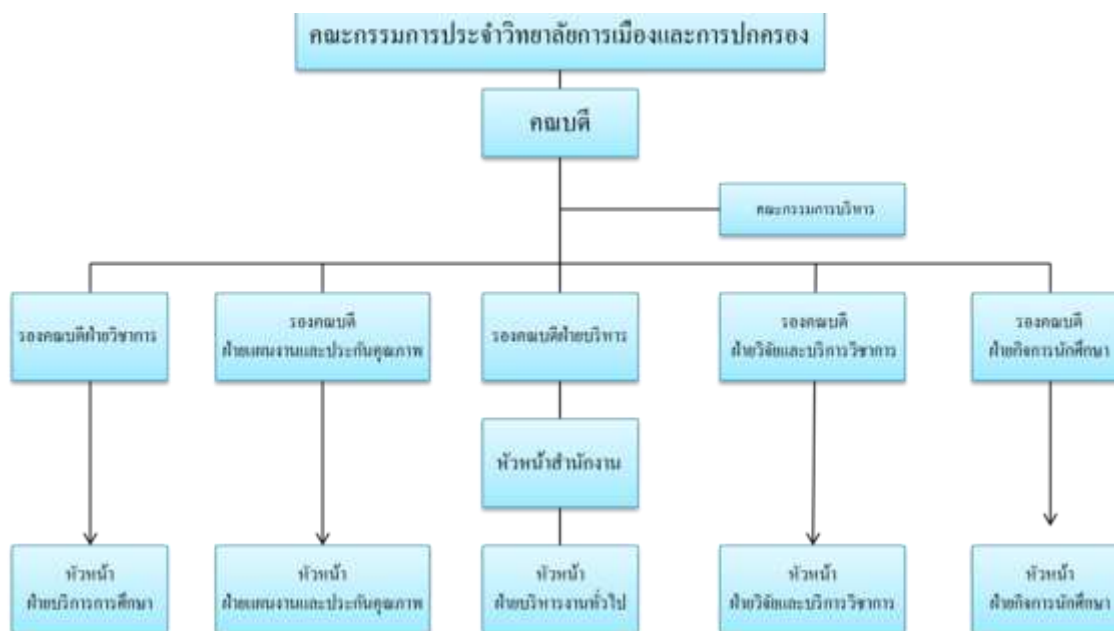 คณะกรรมการประจำวิทยาลัยการเมืองและการปกครอง
คณบดี
คณะกรรมการบริหาร
รองคณบดีฝ่ายวิชาการ
รองคณบดี
ฝ่ายแผนงานและประกันคุณภาพ
รองคณบดีฝ่ายบริหาร
รองคณบดี
ฝ่ายวิจัยและบริการวิชาการ
รองคณบดี
ฝ่ายกิจการนักศึกษา
หัวหน้าสำนักงาน
หัวหน้า
ฝ่ายบริการการศึกษา
หัวหน้า
ฝ่ายแผนงานและประกันคุณภาพ
หัวหน้า
ฝ่ายบริหารงานทั่วไป
หัวหน้า
ฝ่ายวิจัยและบริการวิชาการ
หัวหน้า
ฝ่ายกิจการนักศึกษา